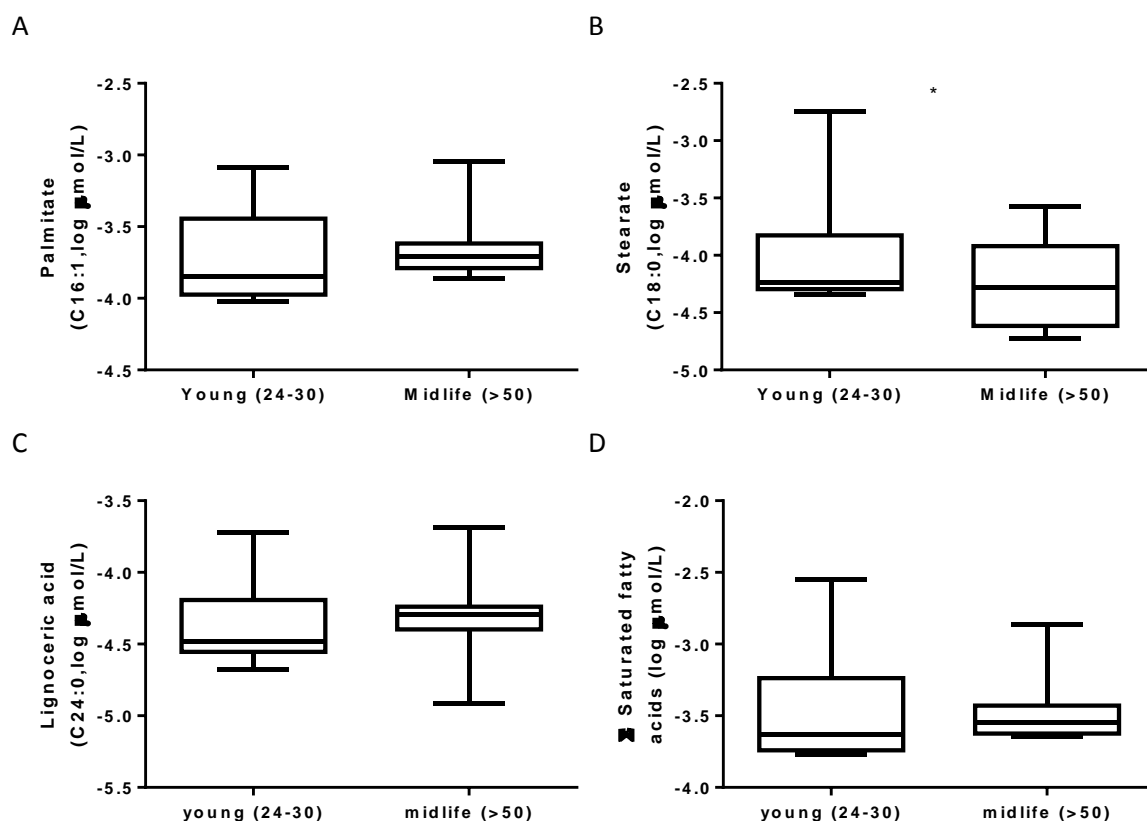 A
B
-2.5
-3.0
-3.5
-4.0
-4.5
Palmitate
(C16:1,log μmol/L)
Young (24-30) Midlife (>50)
*
-2.5
-3.0
-3.5
-4.0
-4.5
-5.0
Stearate
(C18:0,log μmol/L)
Young (24-30) Midlife (>50)
C
D
-3.5
-4.0
-4.5
-5.0
-5.5
Lignoceric acid
(C24:0,log μmol/L)
young (24-30) midlife (>50)
-2.0
-2.5
-3.0
-3.5
-4.0
Saturated fatty
acids (log μmol/L)
young (24-30) midlife (>50)